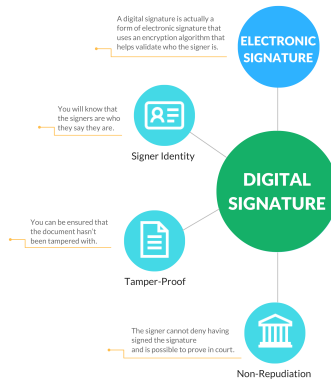 A digital signature is actually a
form of electronic signature that
uses an encryption algorithm that
helps validate who the signer is.
ELECTRONIC
SIGNATURE
You will know that
the signers are who
they say they are.
Signer Identity
DIGITAL
SIGNATURE
You can be ensured that
the document hasn't
been tampered with.
Tamper-Proof
The signer cannot deny having
signed the signature
and is possible to prove in court.
Non-Repudiation